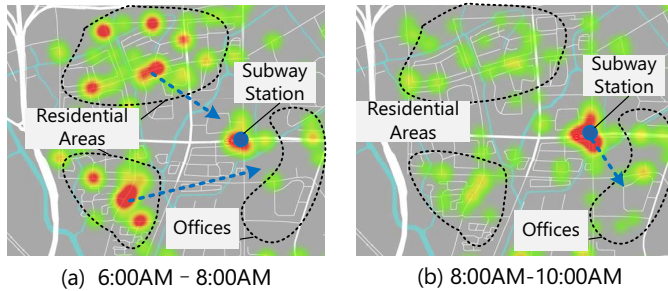 Subway
Station
Residential
Areas
Offices
(a) 6:00AM – 8:00AM
Subway
Station
Residential
Areas
Offices
(b) 8:00AM-10:00AM